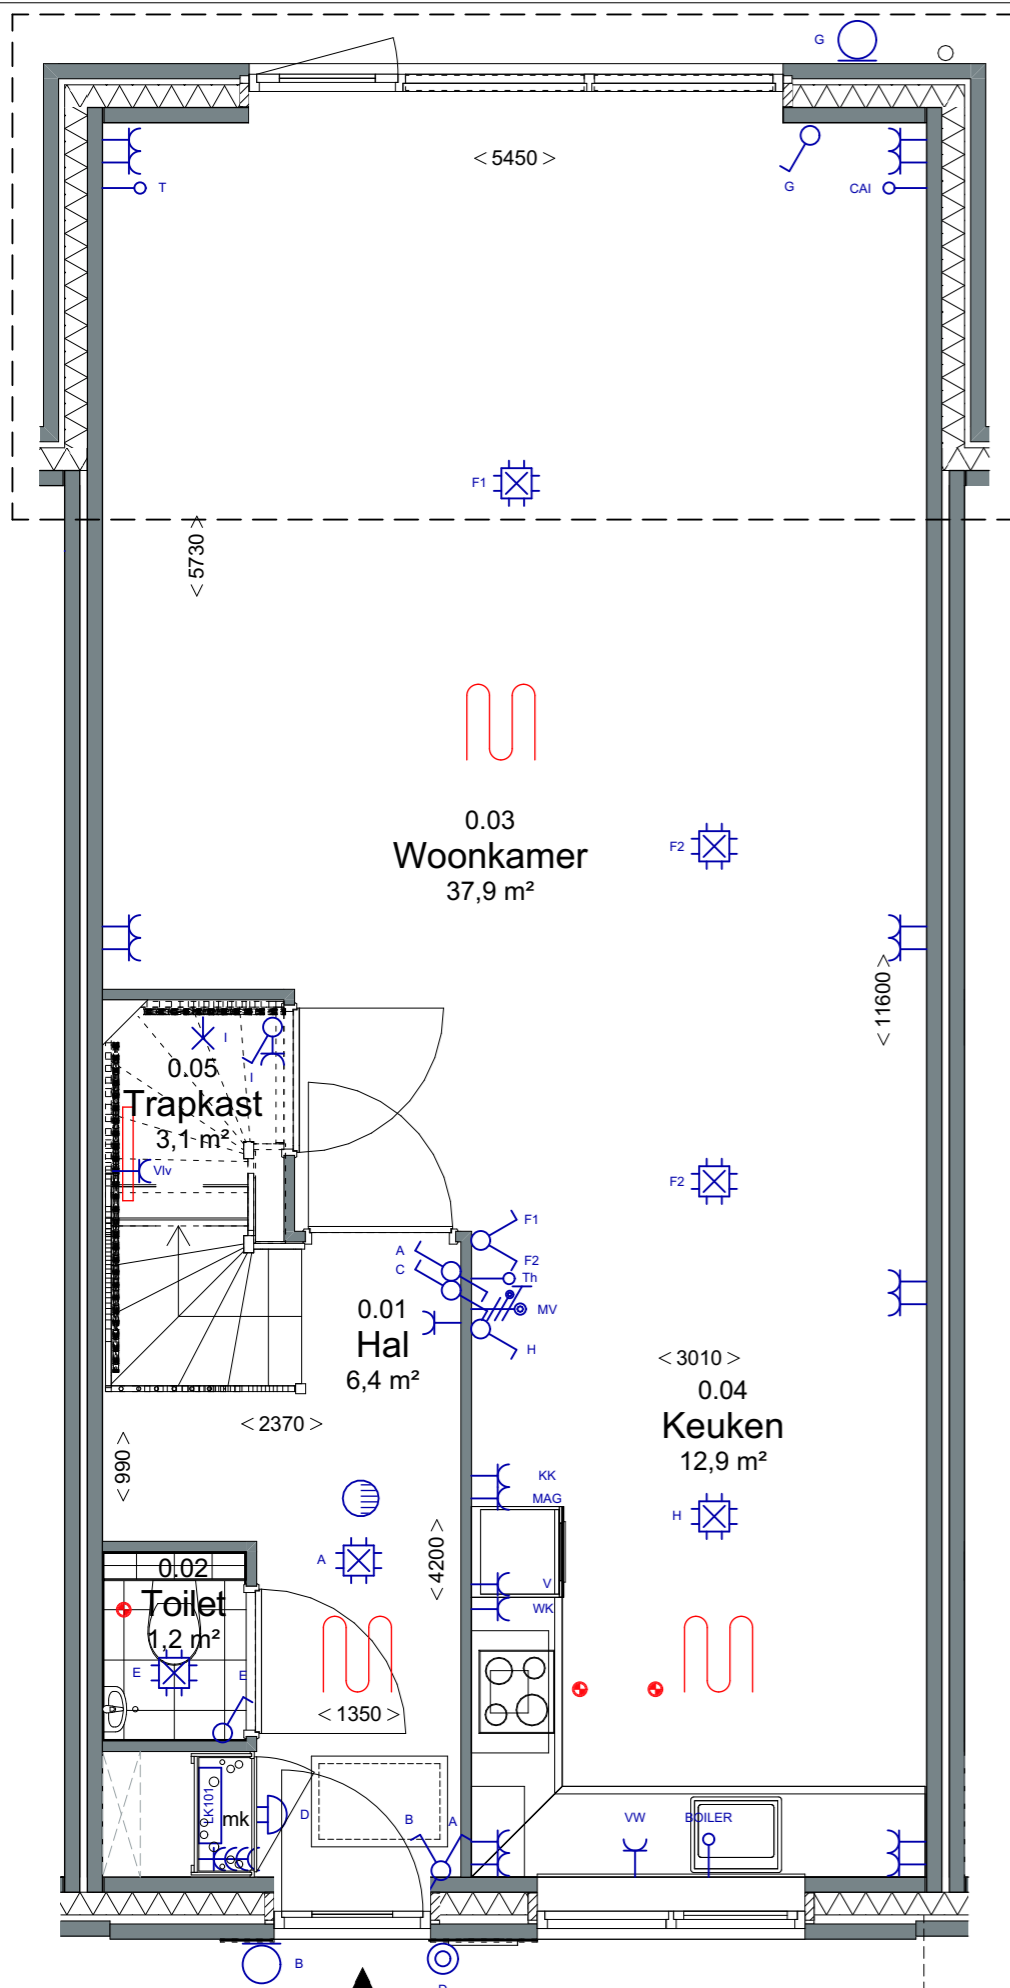 G
<5450>
T
G
CAI
F1
<5730>
0.03
Woonkamer
37,9 m²
F2
<11600>
I
0.05
I
Trapkast
3,1 m²
Vlv
F2
F1
A
F2
C
Th
0.01
MV
Hal
H
6,4 m²
<3010>
0.04
<2370>
Keuken
<990>
12,9 m²
KK
MAG
H
<4200>
A
0.02
V
Toilet
WK
1,2 m²
E
E
<1350>
LK101
mk
D
B
A
VW
BOILER
B
D